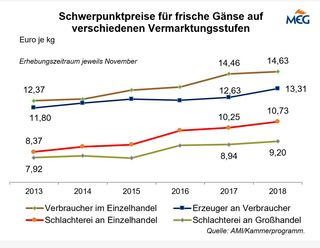 Schwerpunktpreise für frische Gänse auf
verschiedenen Vermarktungsstufen
MEG
Euro je kg
Erhebungszeitraum jeweils November
12,37
14,46
14,63
11,80
12,63
13,31
8,37
10,25
10,73
7,92
8,94
9,20
2013 2014 2015 2016 2017 2018
Verbraucher im Einzelhandel
Erzeuger an Verbraucher
Schlachterei an Einzelhandel
Schlachterei an Großhandel
Quelle: AMI/Kammerprogramm.